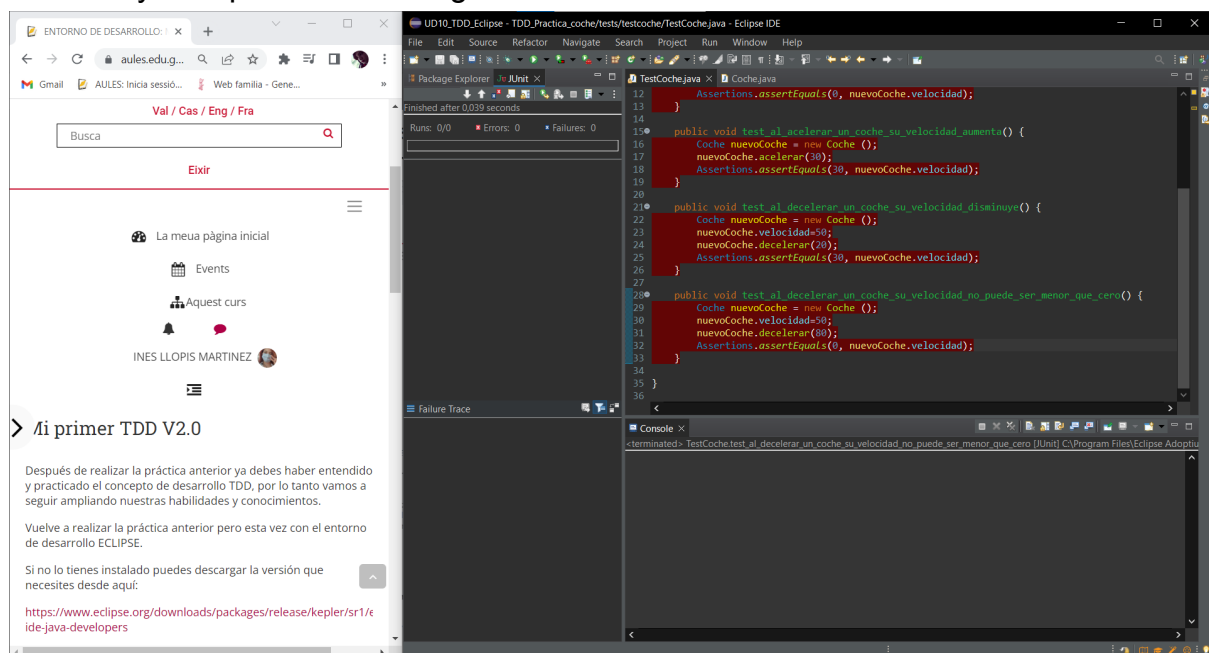 ENTORNO DE DESARROLLO:
aules.edu.g...
Gmail
AULES: Inicia sessió...
Web familia - Gene...
»
Val / Cas / Eng / Fra
Busca
Eixir
La meua pàgina inicial
Events
Aquest curs
INES LLOPIS MARTINEZ
Mi primer TDD V2.0
Después de realizar la práctica anterior ya debes haber entendido
y practicado el concepto de desarrollo TDD, por lo tanto vamos a
seguir ampliando nuestras habilidades y conocimientos.
Vuelve a realizar la práctica anterior pero esta vez con el entorno
de desarrollo ECLIPSE.
Si no lo tienes instalado puedes descargar la versión que
necesites desde aquí:
https://www.eclipse.org/downloads/packages/release/kepler/sr1/e
ide-java-developers
UD10_TDD_Eclipse - TDD_Practica_coche/tests/testcoche/TestCoche.java - Eclipse IDE
File Edit Source Refactor Navigate Search Project Run Window Help
Package Explorer JUnit
Finished after 0,039 seconds
Runs: 0/0 Errors: 0 Failures: 0
Failure Trace
TestCoche.java Coche.java
12 Assertions.assertEquals(0, nuevoCoche.velocidad);
13 }
14
15 public void test_al_acelerar_un_coche_su_velocidad_aumenta() {
16 Coche nuevoCoche = new Coche ();
17 nuevoCoche.acelerar(30);
18 Assertions.assertEquals(30, nuevoCoche.velocidad);
19 }
20
21 public void test_al_decelerar_un_coche_su_velocidad_disminuye() {
22 Coche nuevoCoche = new Coche ();
23 nuevoCoche.velocidad=50;
24 nuevoCoche.decelerar(20);
25 Assertions.assertEquals(30, nuevoCoche.velocidad);
26 }
27
28 public void test_al_decelerar_un_coche_su_velocidad_no_puede_ser_menor_que_cero() {
29 Coche nuevoCoche = new Coche ();
30 nuevoCoche.velocidad=50;
31 nuevoCoche.decelerar(80);
32 Assertions.assertEquals(0, nuevoCoche.velocidad);
33 }
34
35 }
36
Console
<terminated> TestCoche.test_al_decelerar_un_coche_su_velocidad_no_puede_ser_menor_que_cero [JUnit] C:\Program Files\Eclipse Adoptiu